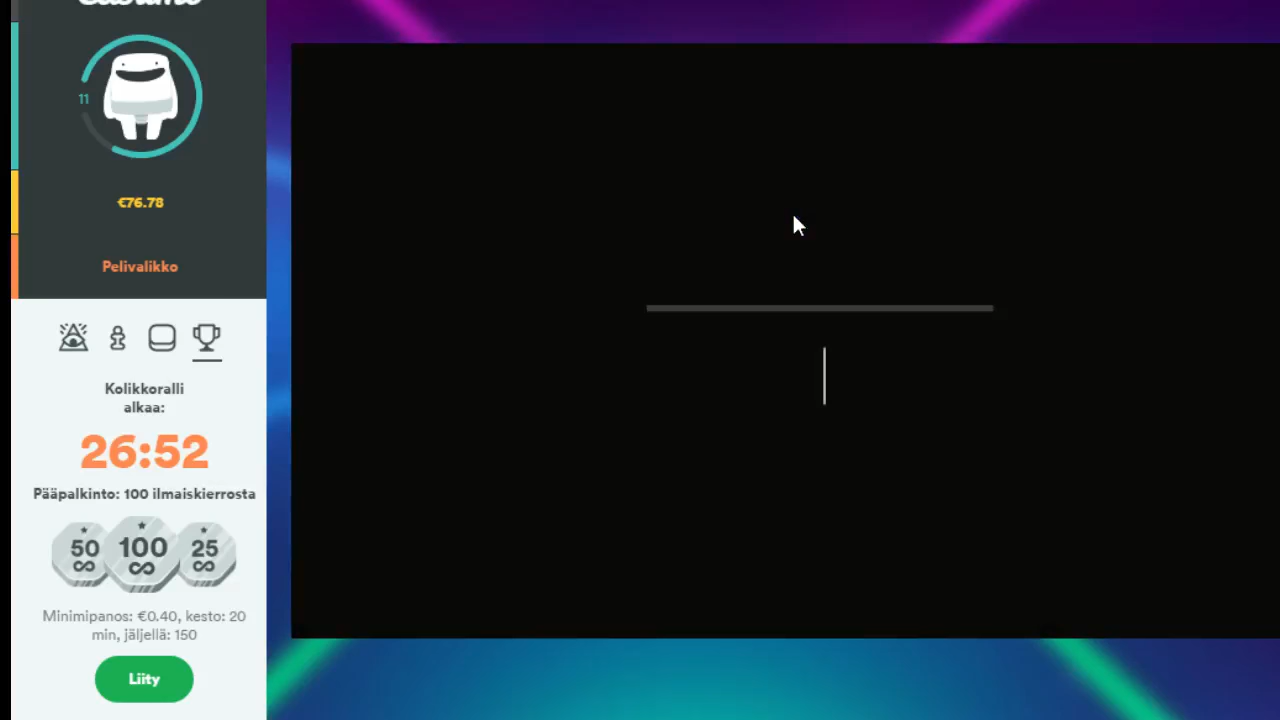 11
€76.78
Pelivalikko
Kolikkoralli
alkaa:
26:52
Pääpalkinto: 100 ilmaiskierrosta
50 100 25
∞ ∞ ∞
Minimipanos: €0.40, kesto: 20
min, jäljellä: 150
Liity